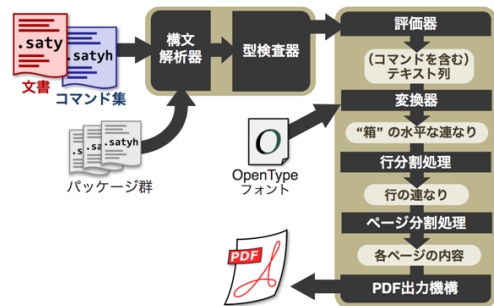 .saty
.satyh
文書
コマンド集
構文
解析器
型検査器
評価器
(コマンドを含む)
テキスト列
変換器
“箱”の水平な連なり
行分割処理
行の連なり
ページ分割処理
各ページの内容
PDF出力機構
.s
.sa
.satyh
パッケージ群
O
OpenType
フォント
PDF